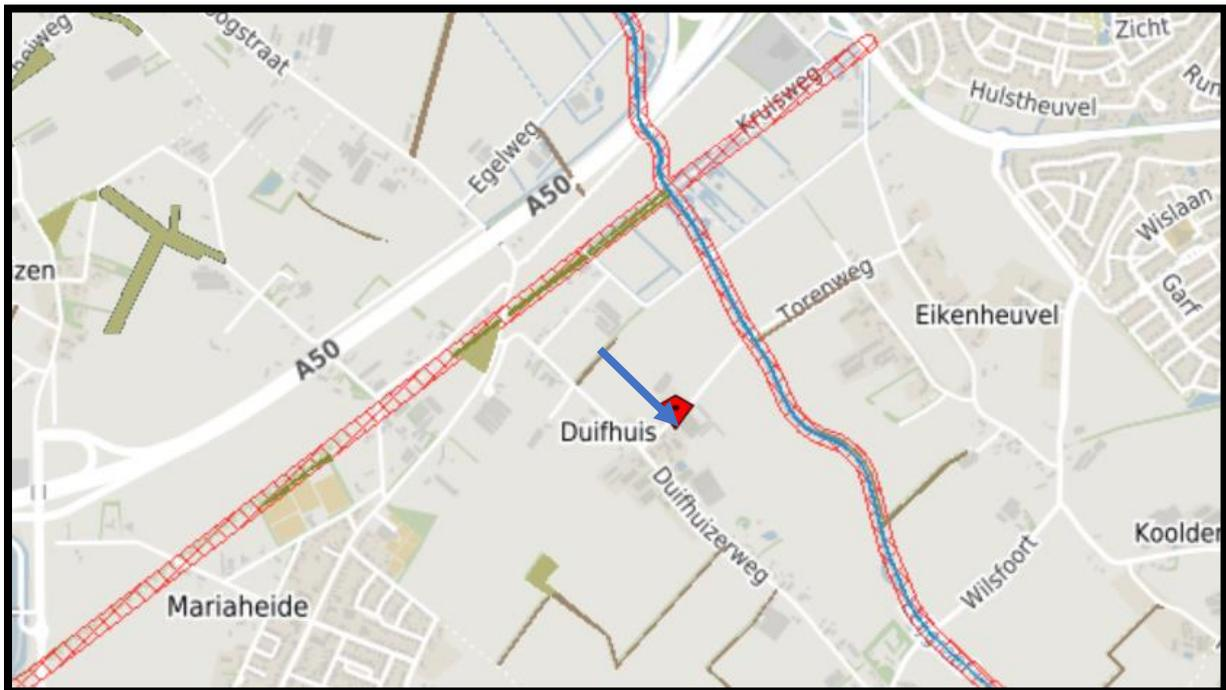 Zicht
Hulstheuvel
Kruisweg
Egelweg
A50
Wislaan
Garf
zen
Torenweg
Eikenheuvel
A50
Duifhuis
Duifhuizerweg
Koolder
Wilsfoort
Mariaheide